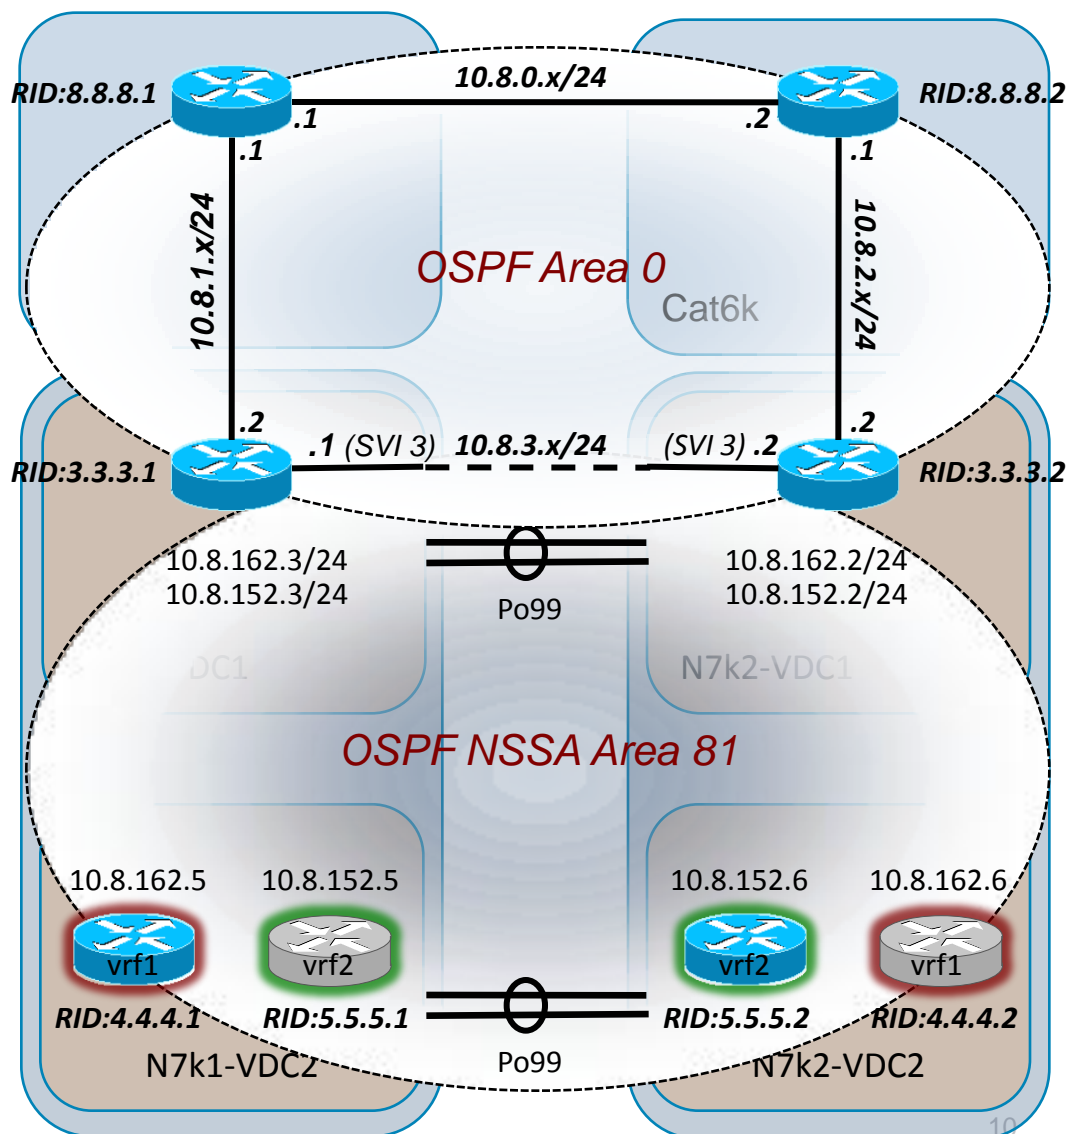 10.8.0.x/24
RID:8.8.8.1
RID:8.8.8.2
.1
.2
.1
.1
10.8.1.x/24
10.8.2.x/24
OSPF Area 0
Cat6k
.2
.2
.1 (SVI 3)
10.8.3.x/24
(SVI 3) .2
RID:3.3.3.1
RID:3.3.3.2
10.8.162.3/24
10.8.152.3/24
10.8.162.2/24
10.8.152.2/24
Po99
DC1
N7k2-VDC1
OSPF NSSA Area 81
10.8.162.5
10.8.152.5
10.8.152.6
10.8.162.6
vrf1
vrf2
vrf2
vrf1
RID:4.4.4.1
RID:5.5.5.1
RID:5.5.5.2
RID:4.4.4.2
N7k1-VDC2
Po99
N7k2-VDC2
10